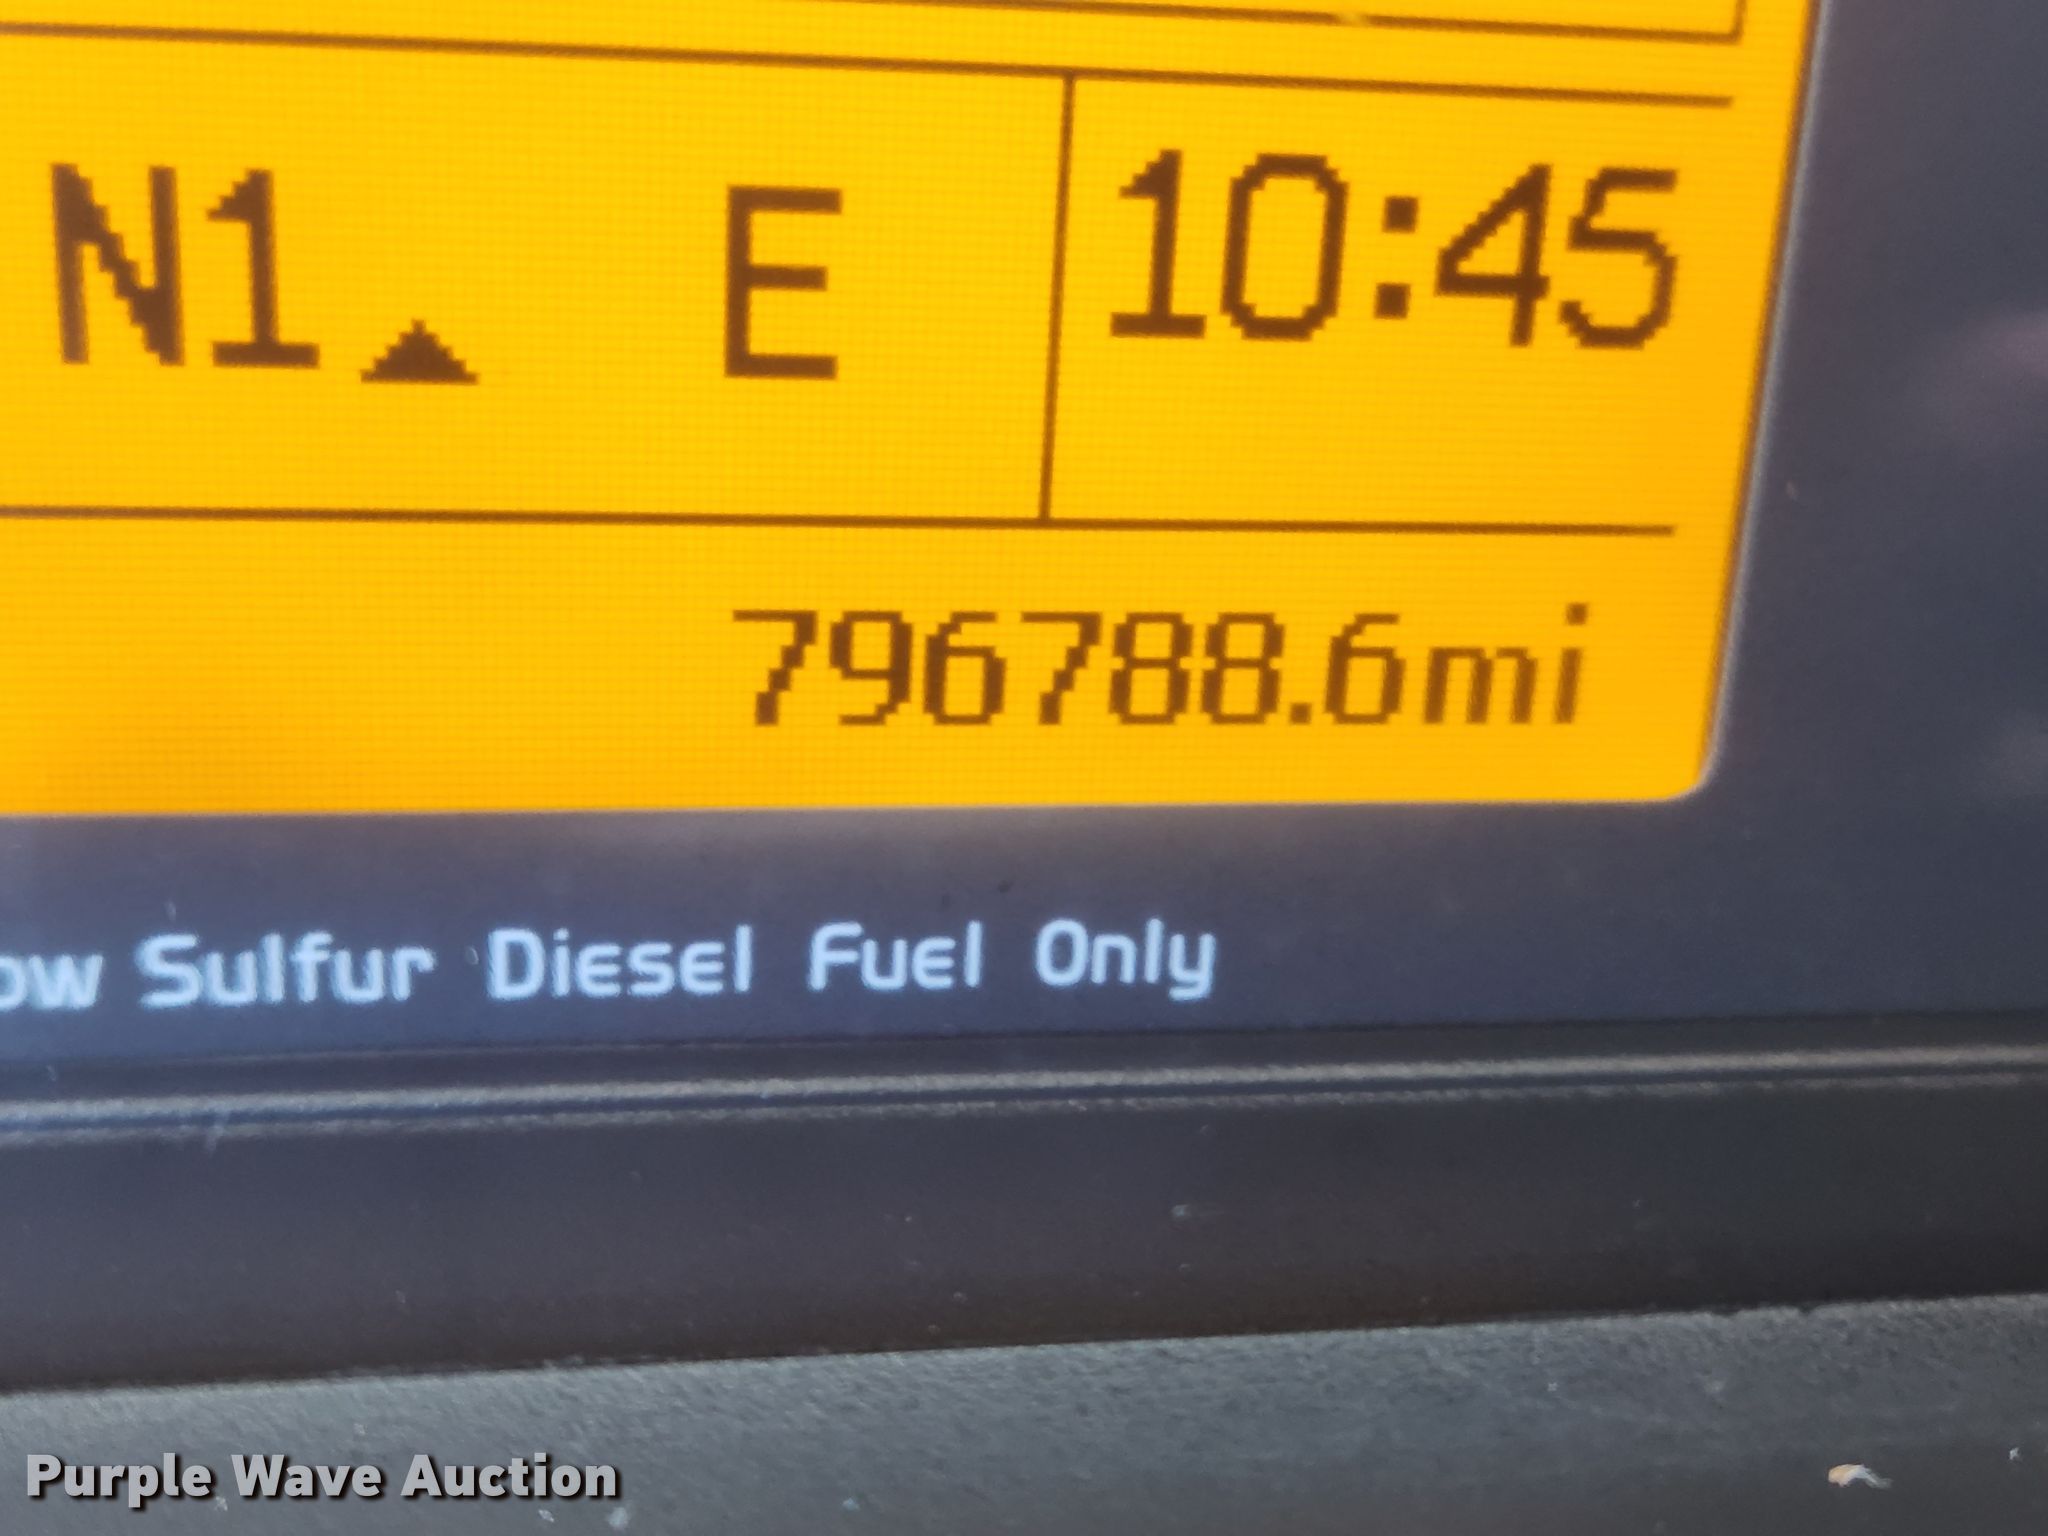 N1 E 10:45
796788.6mi
ow Sulfur Diesel Fuel Only
Purple Wave Auction